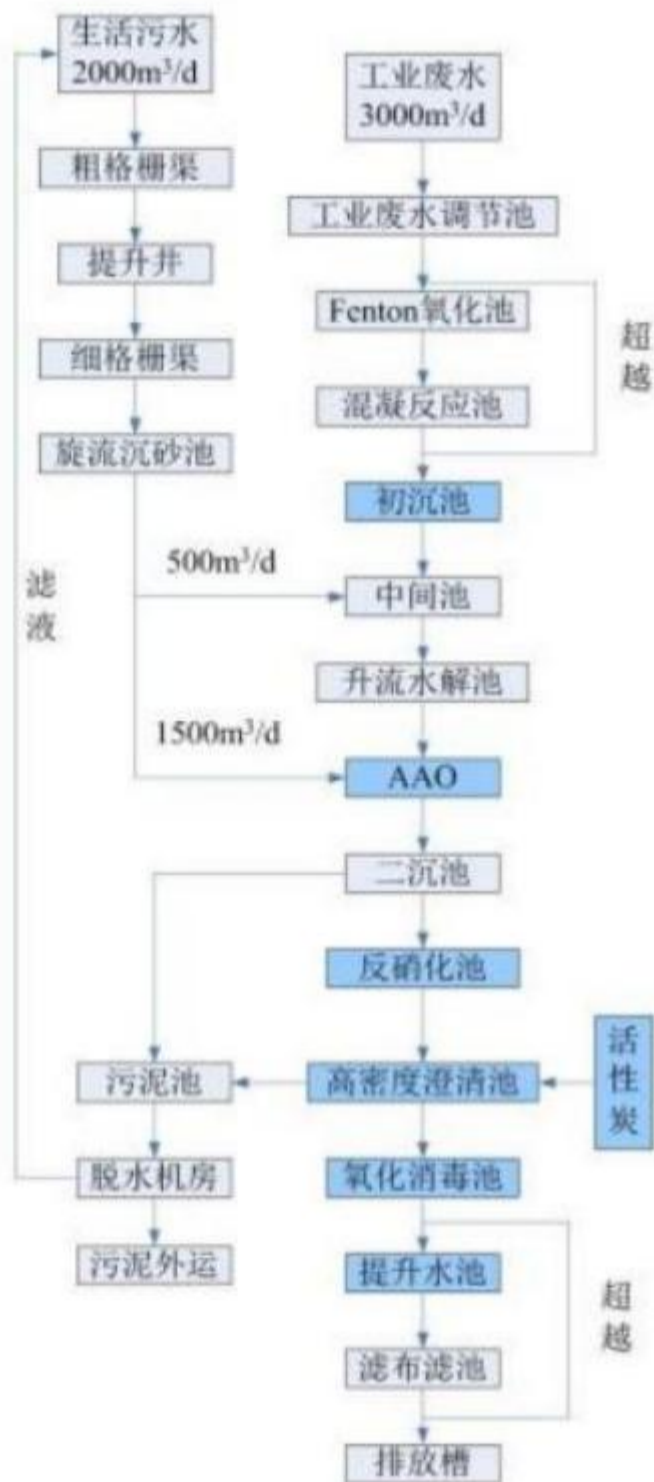 生活污水
2000m³/d
粗格栅渠
提升井
细格栅渠
旋流沉砂池
滤
液
500m³/d
1500m³/d
工业废水
3000m³/d
工业废水调节池
Fenton氧化池
混凝反应池
超
越
初沉池
中间池
升流水解池
AAO
二沉池
反硝化池
高密度澄清池
活
性
炭
污泥池
脱水机房
污泥外运
氧化消毒池
提升水池
滤布滤池
超
越
排放槽